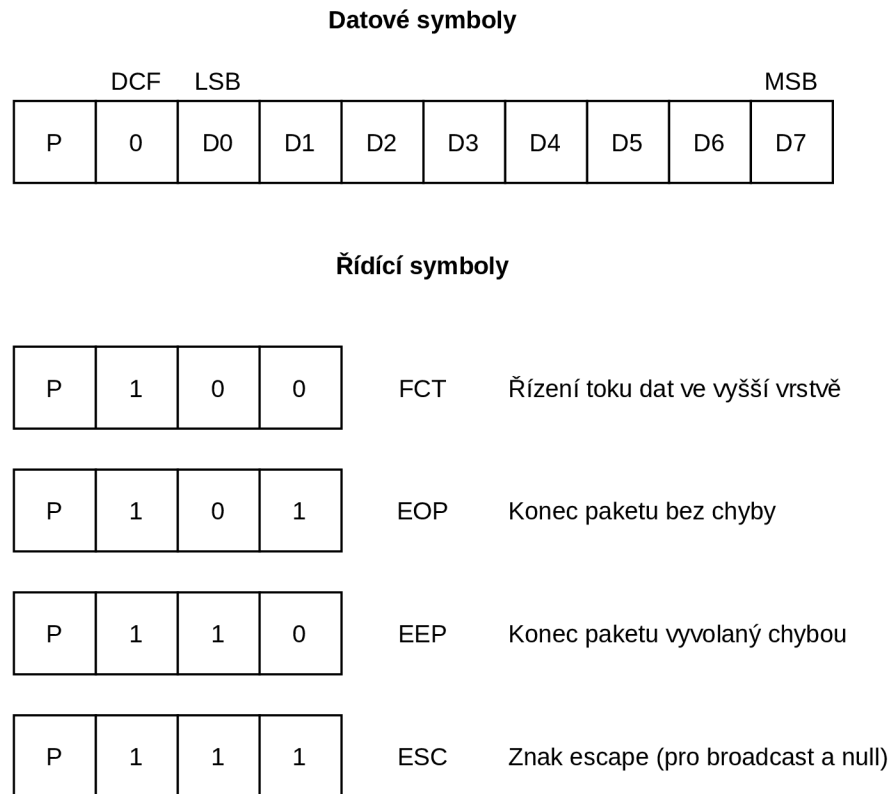 Datové symboly
DCF LSB MSB
P 0 D0 D1 D2 D3 D4 D5 D6 D7
Řídící symboly
P 1 0 0 FCT Řízení toku dat ve vyšší vrstvě
P 1 0 1 EOP Konec paketu bez chyby
P 1 1 0 EEP Konec paketu vyvolaný chybou
P 1 1 1 ESC Znak escape (pro broadcast a null)